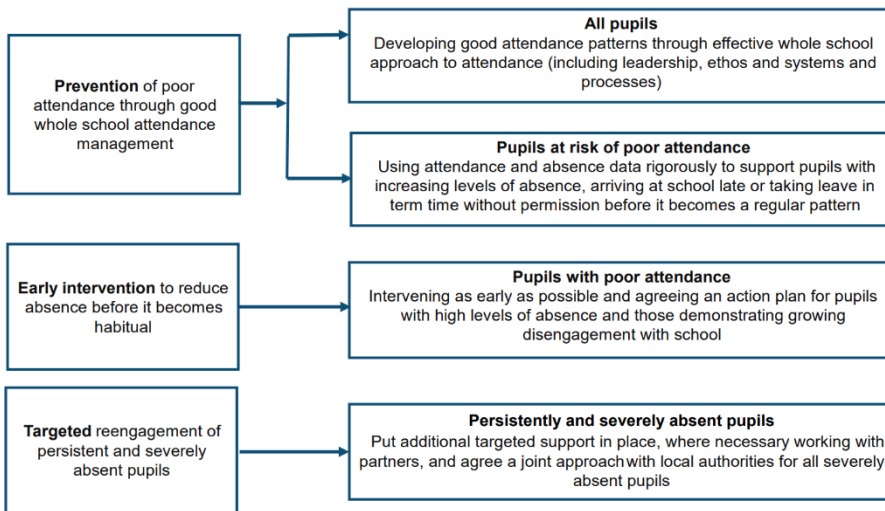 Prevention of poor
attendance through good
whole school attendance
management
All pupils
Developing good attendance patterns through effective whole school
approach to attendance (including leadership, ethos and systems and
processes)
Pupils at risk of poor attendance
Using attendance and absence data rigorously to support pupils with
increasing levels of absence, arriving at school late or taking leave in
term time without permission before it becomes a regular pattern
Early intervention to reduce
absence before it becomes
habitual
Pupils with poor attendance
Intervening as early as possible and agreeing an action plan for pupils
with high levels of absence and those demonstrating growing
disengagement with school
Targeted reengagement of
persistent and severely
absent pupils
Persistently and severely absent pupils
Put additional targeted support in place, where necessary working with
partners, and agree a joint approach with local authorities for all severely
absent pupils